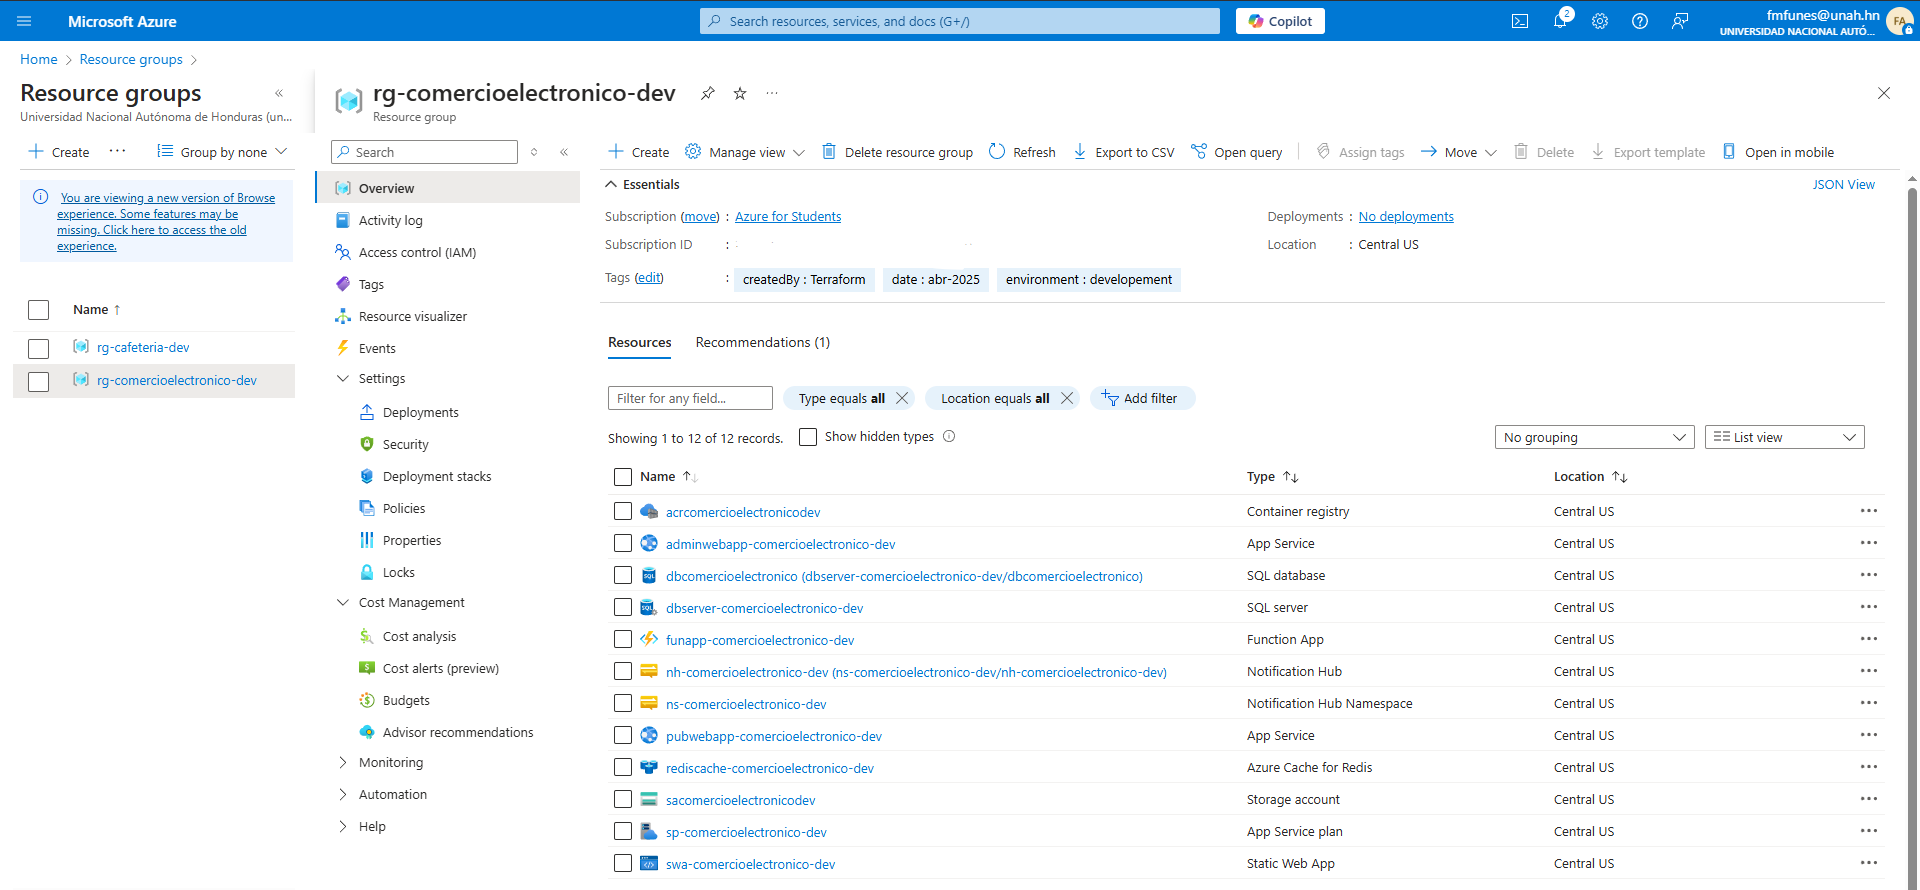 Microsoft Azure
Search resources, services, and docs (G+/)
Copilot
2
fmfunes@unah.hn
UNIVERSIDAD NACIONAL AUTÓ...
FA
Home > Resource groups >
Resource groups
Universidad Nacional Autónoma de Honduras (un...
+ Create ... Group by none
You are viewing a new version of Browse
experience. Some features may be
missing. Click here to access the old
experience.
Name ↑
rg-cafeteria-dev
rg-comercioelectronico-dev
rg-comercioelectronico-dev
Resource group
Search
Overview
Activity log
Access control (IAM)
Tags
Resource visualizer
Events
Settings
Deployments
Security
Deployment stacks
Policies
Properties
Locks
Cost Management
Cost analysis
Cost alerts (preview)
Budgets
Advisor recommendations
Monitoring
Automation
Help
+ Create Manage view Delete resource group Refresh Export to CSV Open query Assign tags Move Delete Export template Open in mobile
Essentials
JSON View
Subscription (move) : Azure for Students
Subscription ID :
Tags (edit) : createdBy : Terraform date : abr-2025 environment : developement
Deployments : No deployments
Location : Central US
Resources Recommendations (1)
Filter for any field... Type equals all Location equals all Add filter
Showing 1 to 12 of 12 records. Show hidden types
No grouping List view
Name ↑↓ Type ↑↓ Location ↑↓
acrcomercioelectronicodev Container registry Central US
adminwebapp-comercioelectronico-dev App Service Central US
dbcomercioelectronico (dbserver-comercioelectronico-dev/dbcomercioelectronico) SQL database Central US
dbserver-comercioelectronico-dev SQL server Central US
funapp-comercioelectronico-dev Function App Central US
nh-comercioelectronico-dev (ns-comercioelectronico-dev/nh-comercioelectronico-dev) Notification Hub Central US
ns-comercioelectronico-dev Notification Hub Namespace Central US
pubwebapp-comercioelectronico-dev App Service Central US
rediscache-comercioelectronico-dev Azure Cache for Redis Central US
sacomercioelectronicodev Storage account Central US
sp-comercioelectronico-dev App Service plan Central US
swa-comercioelectronico-dev Static Web App Central US